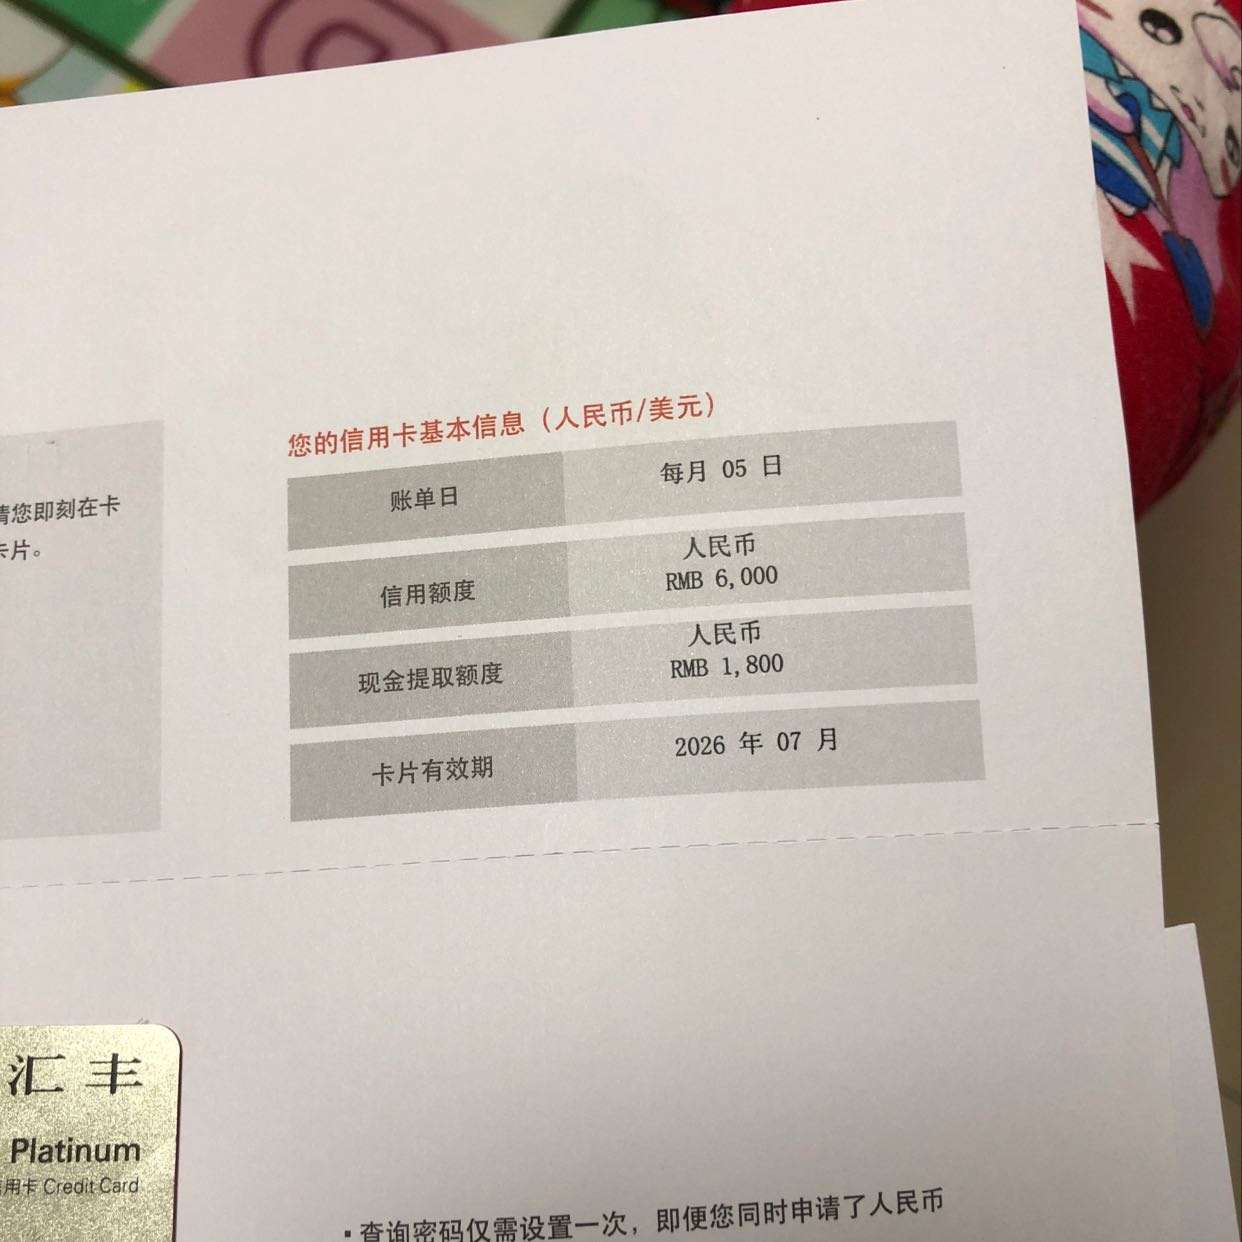 您的信用卡基本信息（人民币/美元）
账单日 每月 05 日
信用额度 人民币
RMB 6,000
现金提取额度 人民币
RMB 1,800
卡片有效期 2026 年 07 月
请您即刻在卡
卡片。
汇丰
Platinum
信用卡 Credit Card
▪ 查询密码仅需设置一次，即便您同时申请了人民币